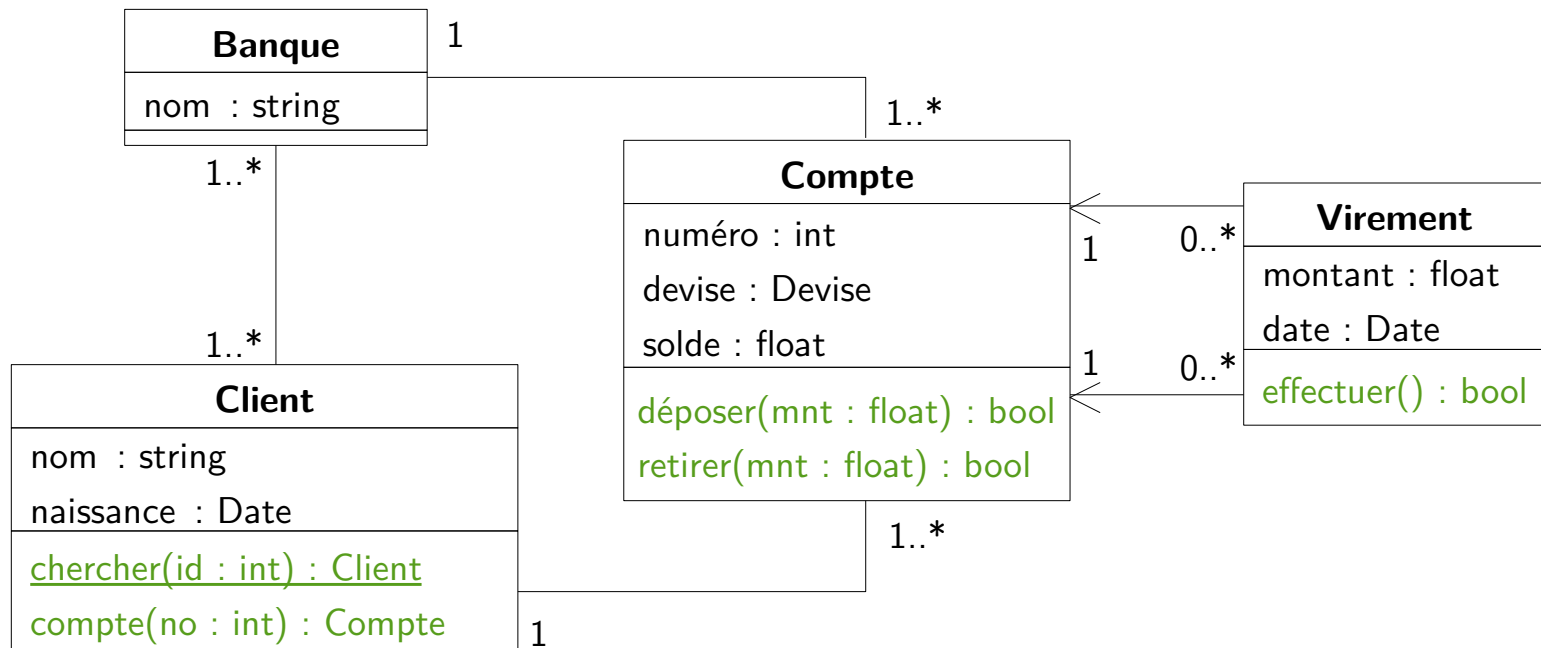 Banque
1
nom : string
1..*
1..*
1..*
Client
nom : string
naissance : Date
chercher(id : int) : Client
compte(no : int) : Compte
1
Compte
numéro : int
devise : Devise
solde : float
déposer(mnt : float) : bool
retirer(mnt : float) : bool
1..*
1
0..*
1
0..*
Virement
montant : float
date : Date
effectuer() : bool